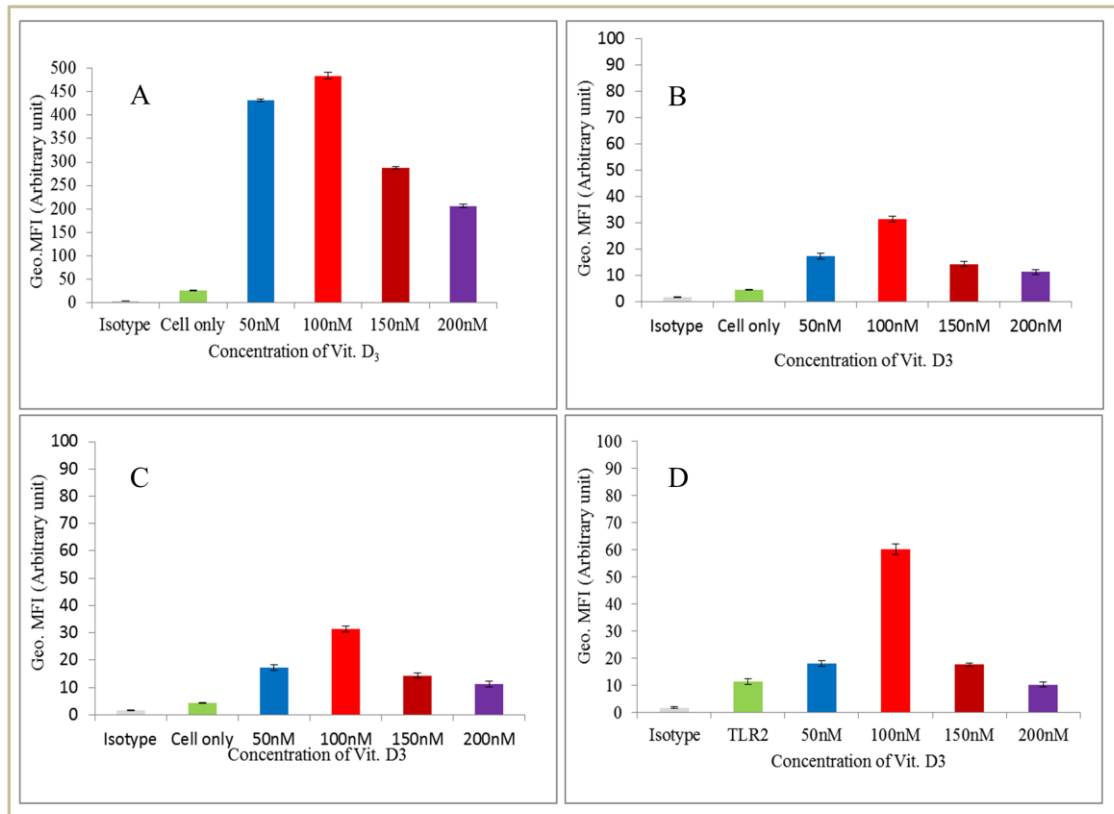 A
Geo.MFI (Arbitrary unit)
500
450
400
350
300
250
200
150
100
50
0
Isotype Cell only 50nM 100nM 150nM 200nM
Concentration of Vit. D₃
B
Geo. MFI (Arbitrary unit)
100
90
80
70
60
50
40
30
20
10
0
Isotype Cell only 50nM 100nM 150nM 200nM
Concentration of Vit. D3
C
Geo. MFI (Arbitrary unit)
100
90
80
70
60
50
40
30
20
10
0
Isotype Cell only 50nM 100nM 150nM 200nM
Concentration of Vit. D3
D
Geo. MFI (Arbitrary unit)
100
90
80
70
60
50
40
30
20
10
0
Isotype TLR2 50nM 100nM 150nM 200nM
Concentration of Vit. D3